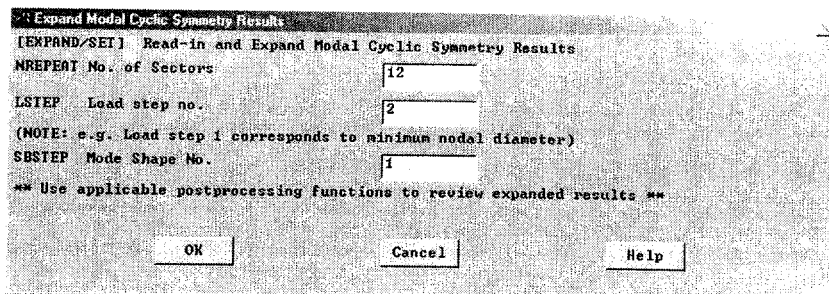 Expand Modal Cyclic Symmetry Results
[EXPAND/SET] Read-in and Expand Modal Cyclic Symmetry Results
NREPEAT No. of Sectors 12
LSTEP Load step no. 2
(NOTE: e.g. Load step 1 corresponds to minimum nodal diameter)
SBSTEP Mode Shape No. 1
** Use applicable postprocessing functions to review expanded results **
OK Cancel Help